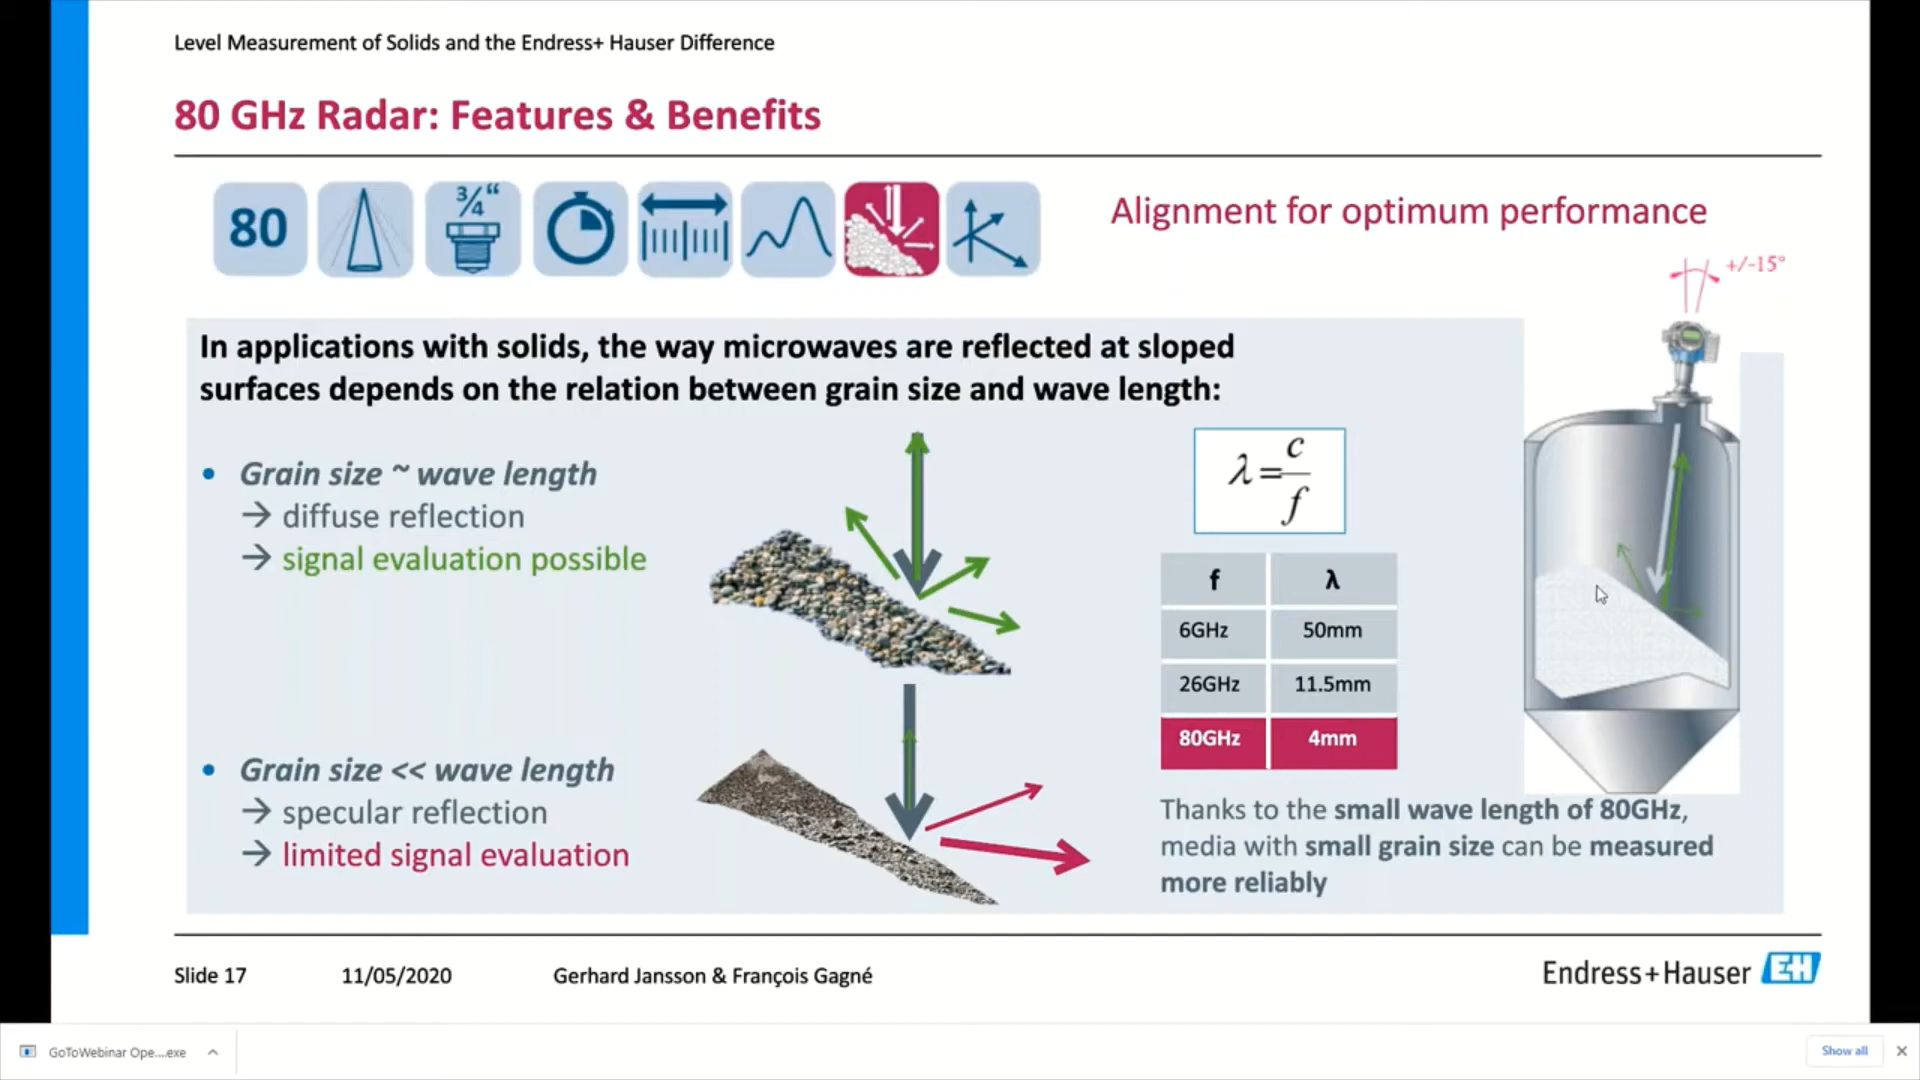 Level Measurement of Solids and the Endress+ Hauser Difference
80 GHz Radar: Features & Benefits
80
3/4“
Alignment for optimum performance
+/-15°
In applications with solids, the way microwaves are reflected at sloped
surfaces depends on the relation between grain size and wave length:
• Grain size ~ wave length
→ diffuse reflection
→ signal evaluation possible
λ = c/f
f λ
6GHz 50mm
26GHz 11.5mm
80GHz 4mm
• Grain size << wave length
→ specular reflection
→ limited signal evaluation
Thanks to the small wave length of 80GHz,
media with small grain size can be measured
more reliably
Slide 17 11/05/2020 Gerhard Jansson & François Gagné
Endress+Hauser EH
GoToWebinar Ope....exe
Show all